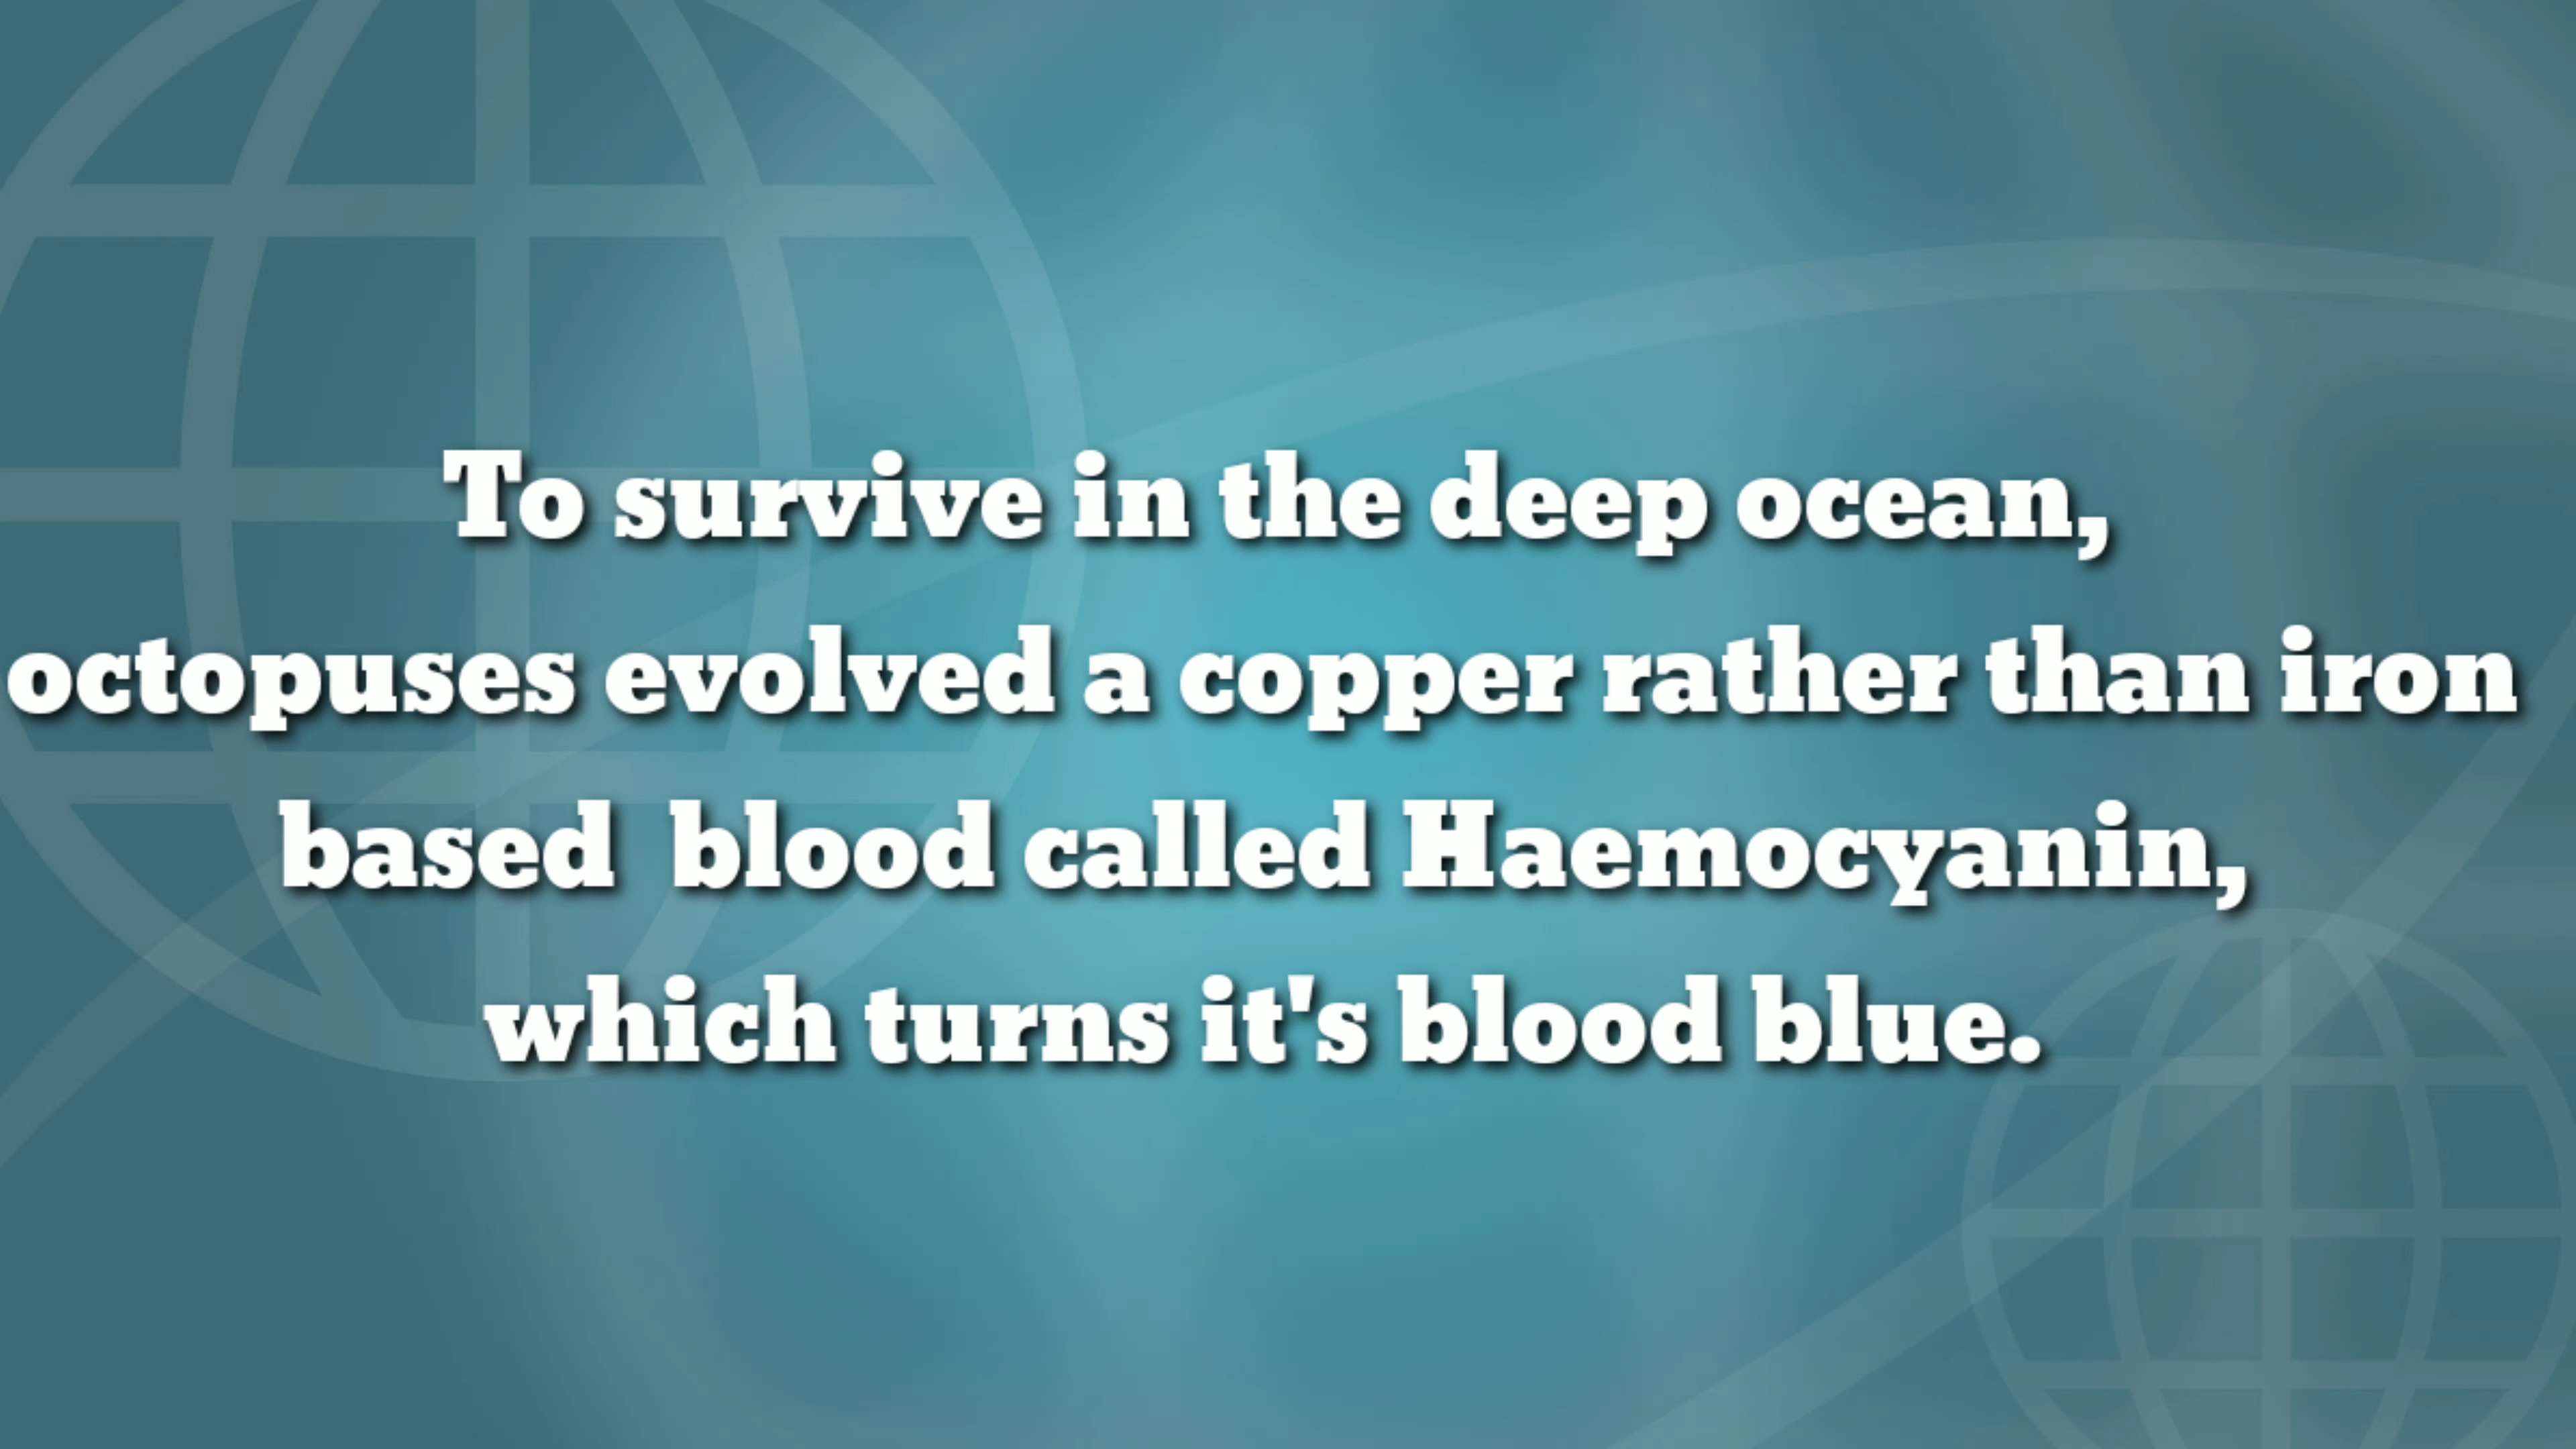 To survive in the deep ocean,
octopuses evolved a copper rather than iron
based  blood called Haemocyanin,
which turns it's blood blue.